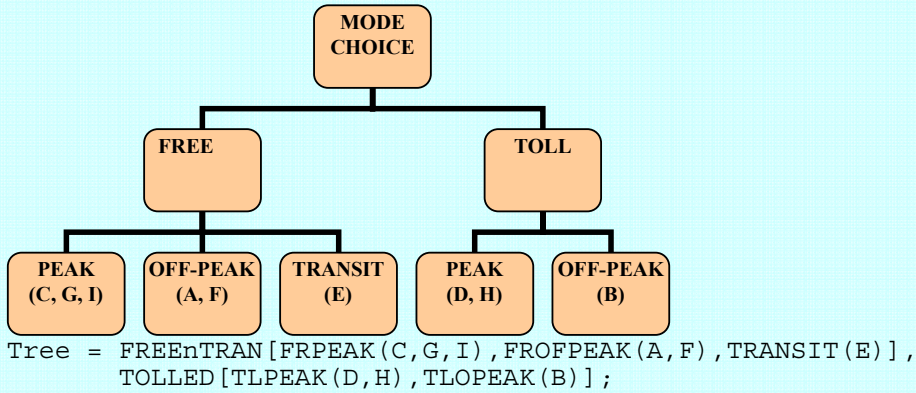 MODE
CHOICE
FREE
TOLL
PEAK
(C, G, I)
OFF-PEAK
(A, F)
TRANSIT
(E)
PEAK
(D, H)
OFF-PEAK
(B)
Tree = FREEnTRAN[FRPEAK(C,G,I),FROFPEAK(A,F),TRANSIT(E)],
TOLLED[TLPEAK(D,H),TLOPEAK(B)];